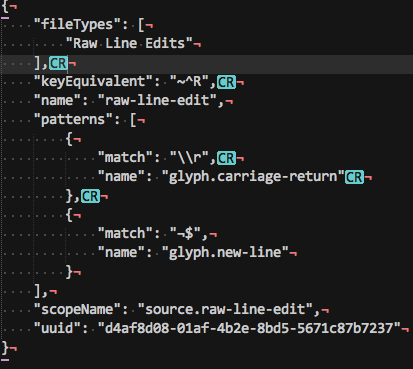 {¬
"fileTypes": [¬
"Raw Line Edits"¬
],CR¬
"keyEquivalent": "~^R",CR¬
"name": "raw-line-edit",¬
"patterns": [¬
{¬
"match": "\\r",CR¬
"name": "glyph.carriage-return"CR¬
},CR¬
{¬
"match": "¬$",¬
"name": "glyph.new-line"¬
}¬
],¬
"scopeName": "source.raw-line-edit",¬
"uuid": "d4af8d08-01af-4b2e-8bd5-5671c87b7237"¬
}¬